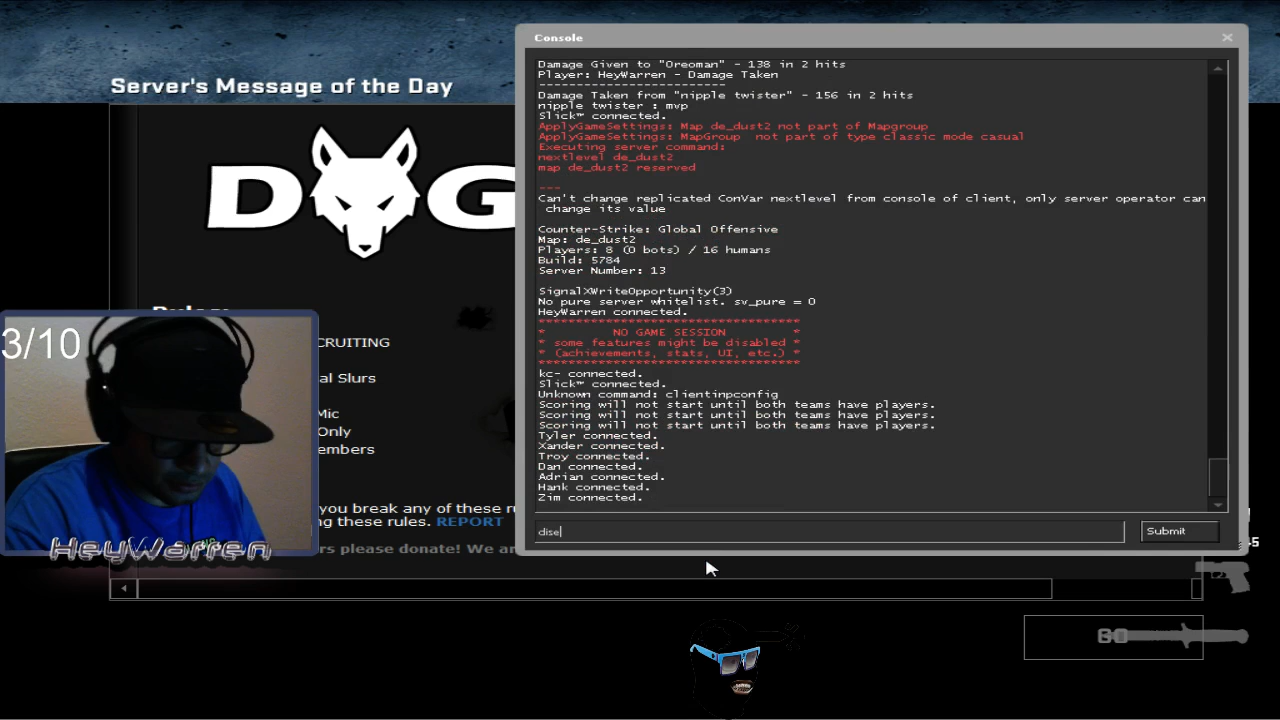 Server's Message of the Day
Console
Damage Given to "Oreoman" - 138 in 2 hits
Player: HeyWarren - Damage Taken
-------------------------
Damage Taken from "nipple twister" - 156 in 2 hits
nipple twister : mvp
Slick™ connected.
ApplyGameSettings: Map de_dust2 not part of Mapgroup
ApplyGameSettings: MapGroup  not part of type classic mode casual
Executing server command:
nextlevel de_dust2
map de_dust2 reserved
---
Can't change replicated ConVar nextlevel from console of client, only server operator can
change its value
Counter-Strike: Global Offensive
Map: de_dust2
Players: 8 (0 bots) / 16 humans
Build: 5784
Server Number: 13
SignalXWriteOpportunity(3)
No pure server whitelist. sv_pure = 0
HeyWarren connected.
***********************************
* NO GAME SESSION *
* some features might be disabled *
* (achievements, stats, UI, etc.) *
***********************************
kc- connected.
Slick™ connected.
Unknown command: clientinpconfig
Scoring will not start until both teams have players.
Scoring will not start until both teams have players.
Scoring will not start until both teams have players.
Tyler connected.
Xander connected.
Troy connected.
Dan connected.
Adrian connected.
Hank connected.
Zim connected.
dise
Submit
D G
CRUITING
al Slurs
Mic
Only
embers
you break any of these ru
ng these rules. REPORT
rs please donate! We ar
3/10
HeyWarren